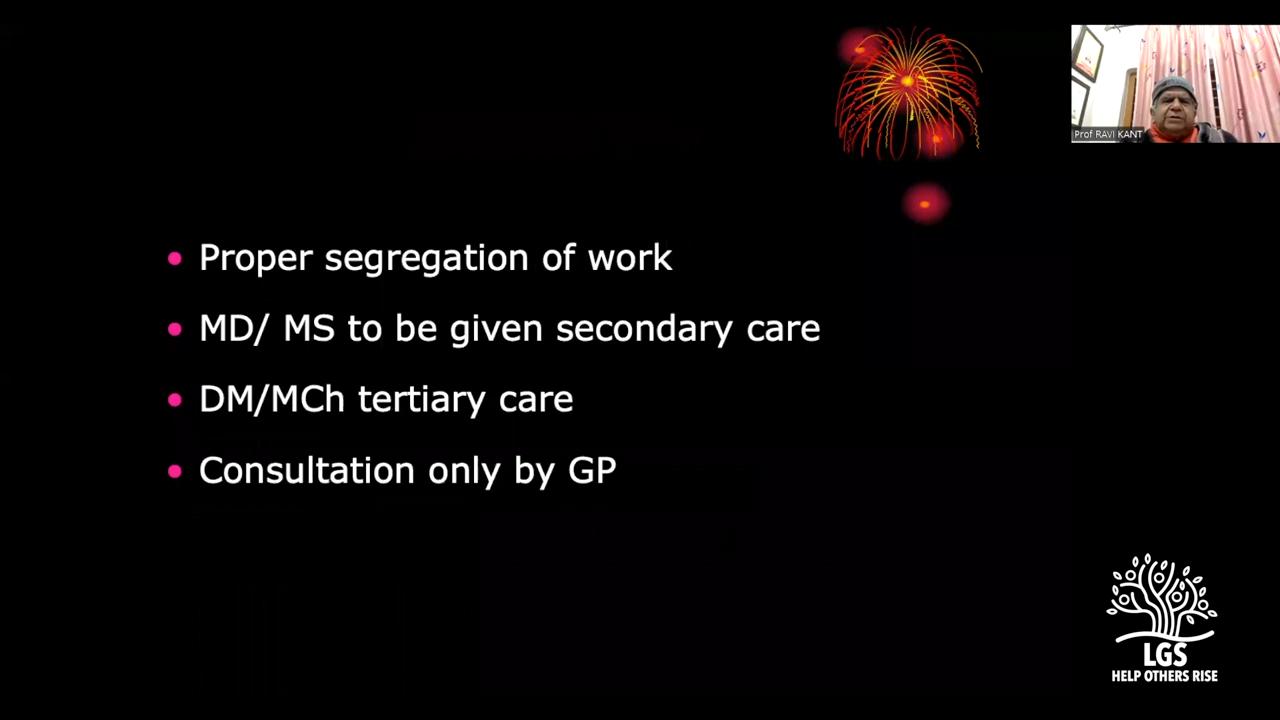 Prof RAVI KANT
• Proper segregation of work
• MD/ MS to be given secondary care
• DM/MCh tertiary care
• Consultation only by GP
LGS
HELP OTHERS RISE